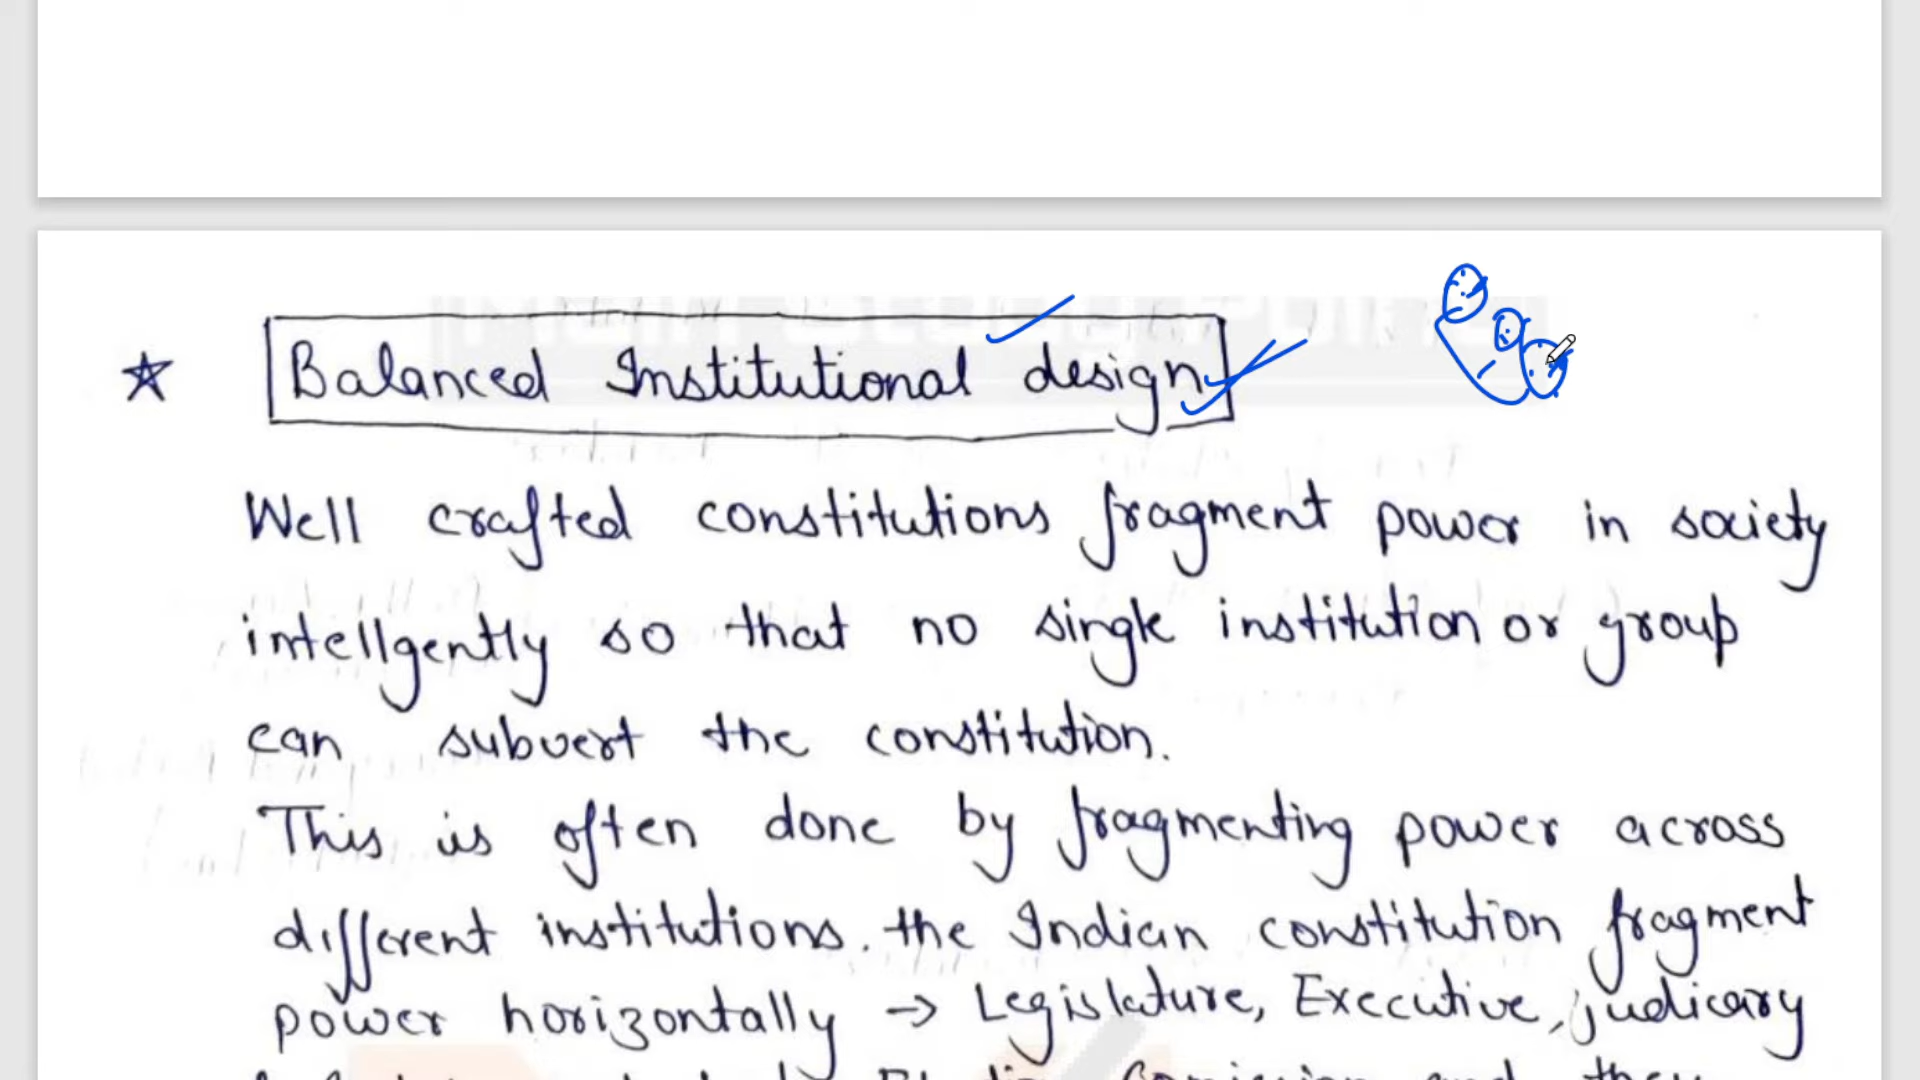 Balanced Institutional design
Well crafted constitutions fragment power in society
intellgently so that no single institution or group
can subvert the constitution.
This is often done by fragmenting power across
different institutions. the Indian constitution fragment
power horizontally → Legislature, Executive, judicary